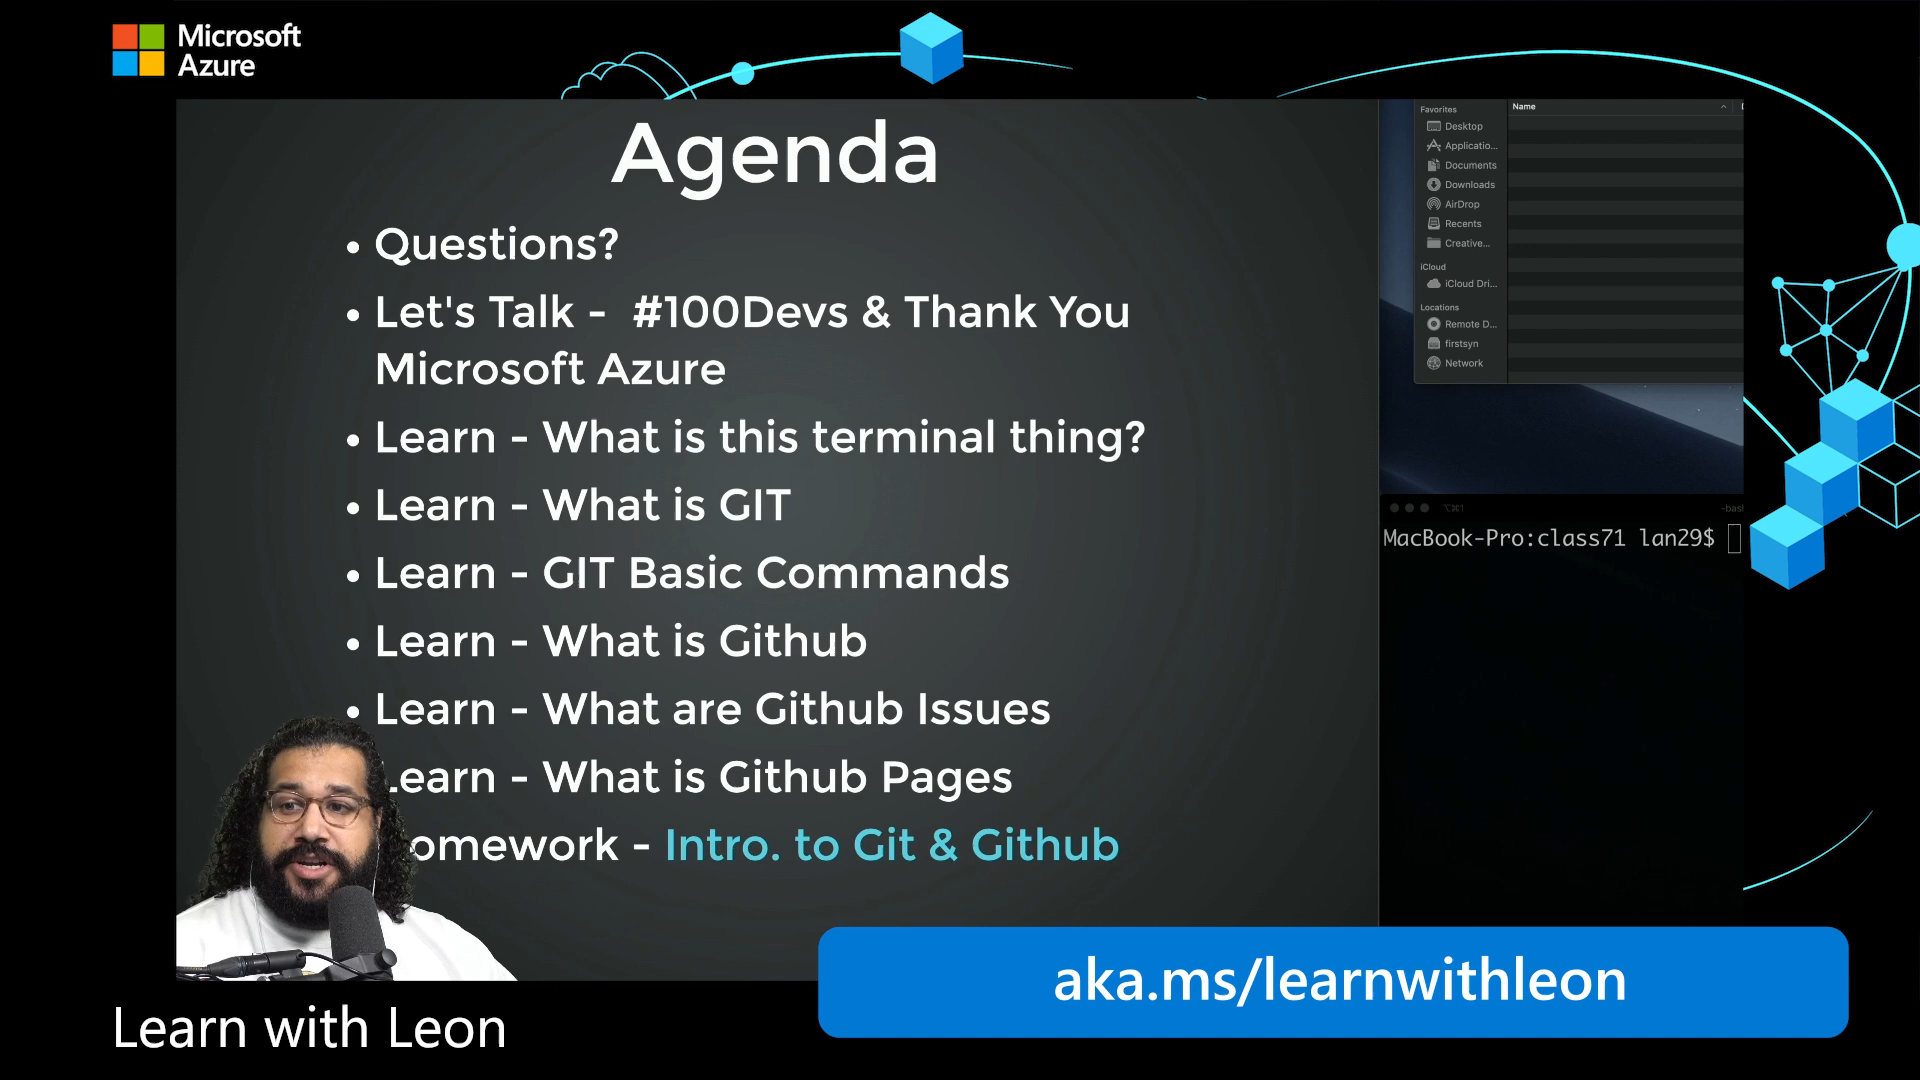 Microsoft
Azure
Agenda
Questions?
Let's Talk - #100Devs & Thank You
Microsoft Azure
Learn - What is this terminal thing?
Learn - What is GIT
Learn - GIT Basic Commands
Learn - What is Github
Learn - What are Github Issues
Learn - What is Github Pages
omework - Intro. to Git & Github
Favorites
Desktop
Applicatio...
Documents
Downloads
AirDrop
Recents
Creative...
iCloud
iCloud Dri...
Locations
Remote D...
firstsyn
Network
Name
⌥⌘1
-bas
MacBook-Pro:class71 lan29$
aka.ms/learnwithleon
Learn with Leon